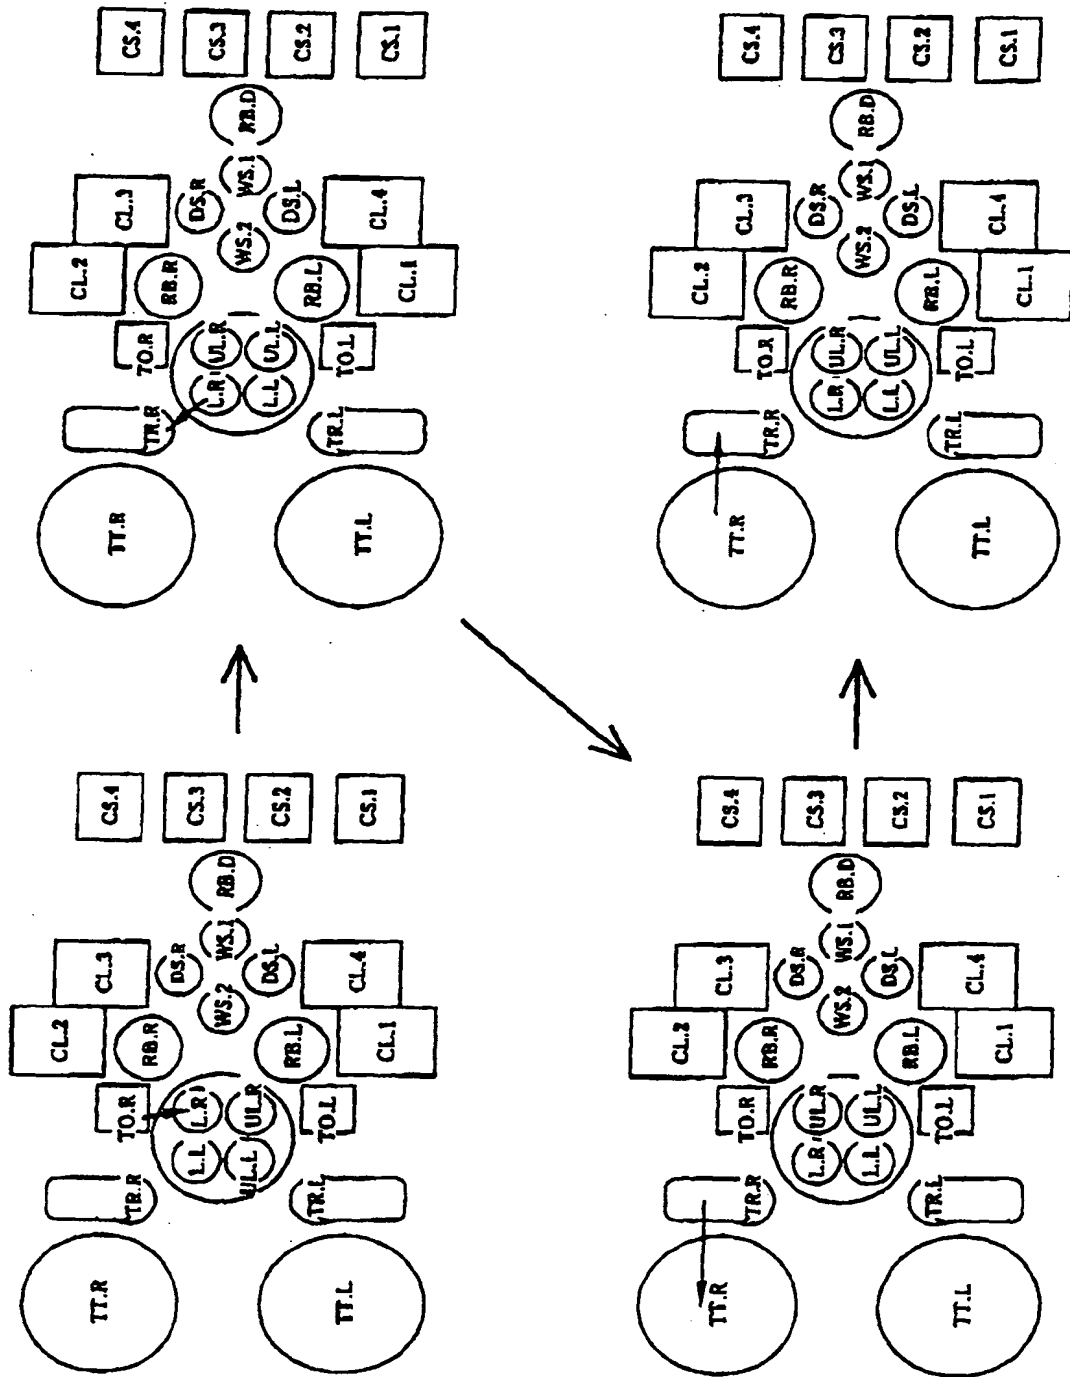 TT.L TT.R
TR.L TR.R
UL.L L.L
TO.L UL.R L.R TO.R
CL.1 RB.L RB.R CL.2
WS.2
CL.4 DS.L DS.R CL.3
WS.1
RB.D
CS.1 CS.2 CS.3 CS.4
TT.L TT.R
TR.L TR.R
L.L L.R
TO.L UL.L UL.R TO.R
CL.1 RB.L RB.R CL.2
WS.2
CL.4 DS.L DS.R CL.3
WS.1
RB.D
CS.1 CS.2 CS.3 CS.4
TT.L TT.R
TR.L TR.R
L.L L.R
TO.L UL.L UL.R TO.R
CL.1 RB.L RB.R CL.2
WS.2
CL.4 DS.L DS.R CL.3
WS.1
RB.D
CS.1 CS.2 CS.3 CS.4
TT.L TT.R
TR.L TR.R
L.L L.R
TO.L UL.L UL.R TO.R
CL.1 RB.L RB.R CL.2
WS.2
CL.4 DS.L DS.R CL.3
WS.1
RB.D
CS.1 CS.2 CS.3 CS.4